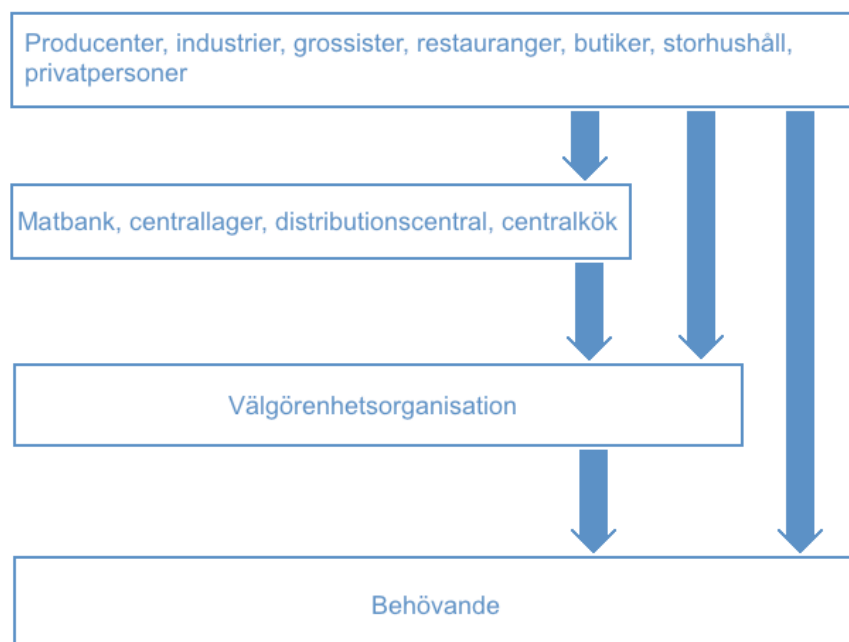 Producenter, industrier, grossister, restauranger, butiker, storhushåll,
privatpersoner
Matbank, centrallager, distributionscentral, centralkök
Välgörenhetsorganisation
Behövande